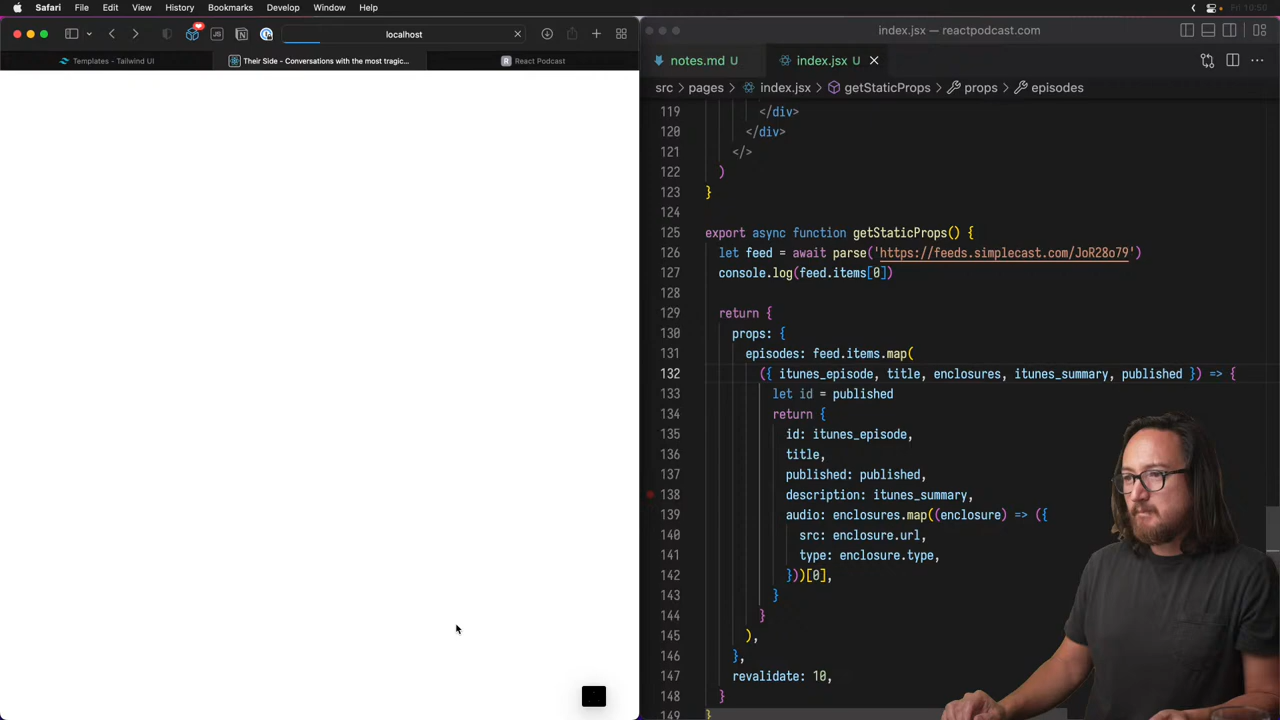 Safari File Edit View History Bookmarks Develop Window Help
Fri 10:50
localhost
Templates - Tailwind UI
Their Side - Conversations with the most tragic...
React Podcast
index.jsx — reactpodcast.com
notes.md U
index.jsx U
src > pages > index.jsx > getStaticProps > props > episodes
119 </div>
120 </div>
121 </>
122 )
123 }
124
125 export async function getStaticProps() {
126 let feed = await parse('https://feeds.simplecast.com/JoR28o79')
127 console.log(feed.items[0])
128
129 return {
130 props: {
131 episodes: feed.items.map(
132 ({ itunes_episode, title, enclosures, itunes_summary, published }) => {
133 let id = published
134 return {
135 id: itunes_episode,
136 title,
137 published: published,
138 description: itunes_summary,
139 audio: enclosures.map((enclosure) => ({
140 src: enclosure.url,
141 type: enclosure.type,
142 }))[0],
143 }
144 }
145 ),
146 },
147 revalidate: 10,
148 }
149 }